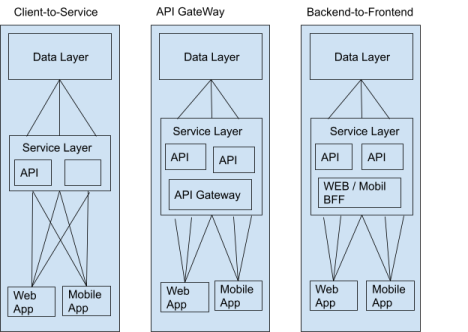 Client-to-Service
Data Layer
Service Layer
API
Web
App
Mobile
App
API GateWay
Data Layer
Service Layer
API
API
API Gateway
Web
App
Mobile
App
Backend-to-Frontend
Data Layer
Service Layer
API
API
WEB / Mobil
BFF
Web
App
Mobile
App